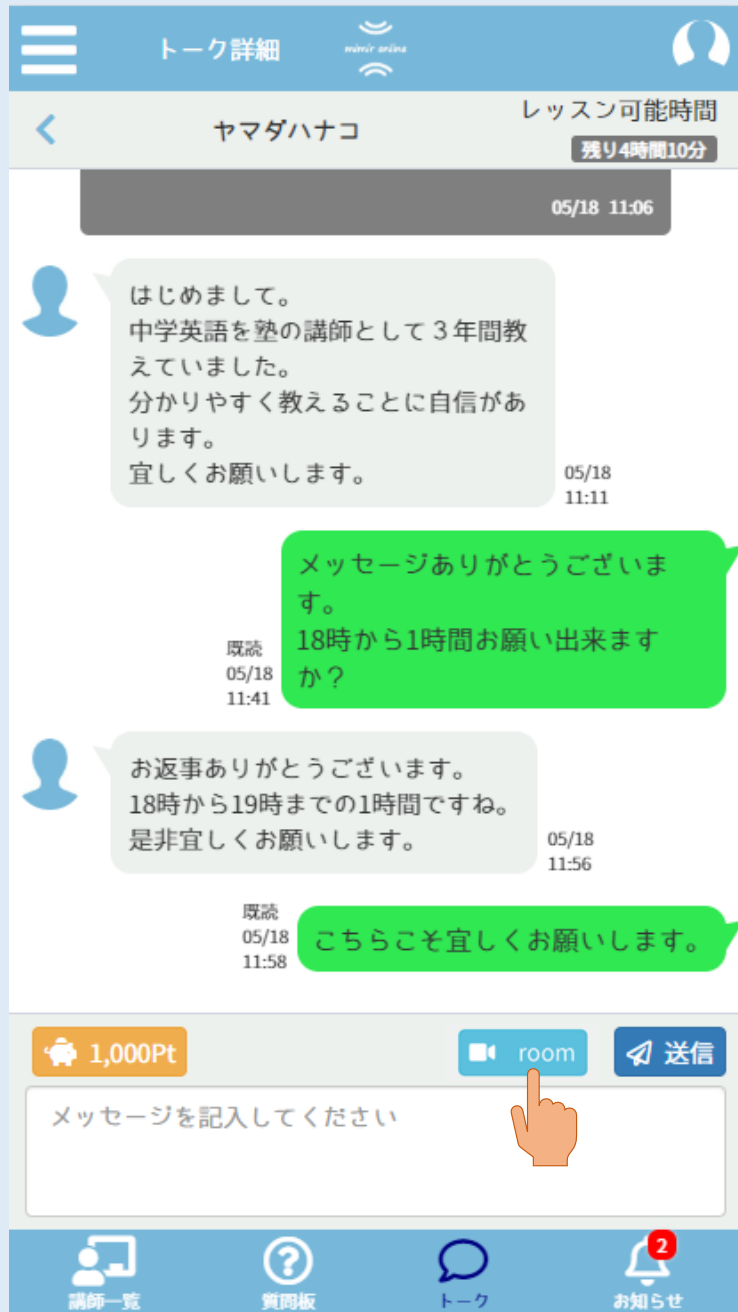 トーク詳細
mimir online
ヤマダハナコ
レッスン可能時間
残り4時間10分
05/18 11:06
はじめまして。
中学英語を塾の講師として３年間教
えていました。
分かりやすく教えることに自信があ
ります。
宜しくお願いします。
05/18
11:11
メッセージありがとうございま
す。
18時から1時間お願い出来ます
か？
既読
05/18
11:41
お返事ありがとうございます。
18時から19時までの1時間ですね。
是非宜しくお願いします。
05/18
11:56
既読
05/18
11:58
こちらこそ宜しくお願いします。
1,000Pt
room
送信
メッセージを記入してください
講師一覧
質問板
トーク
2
お知らせ